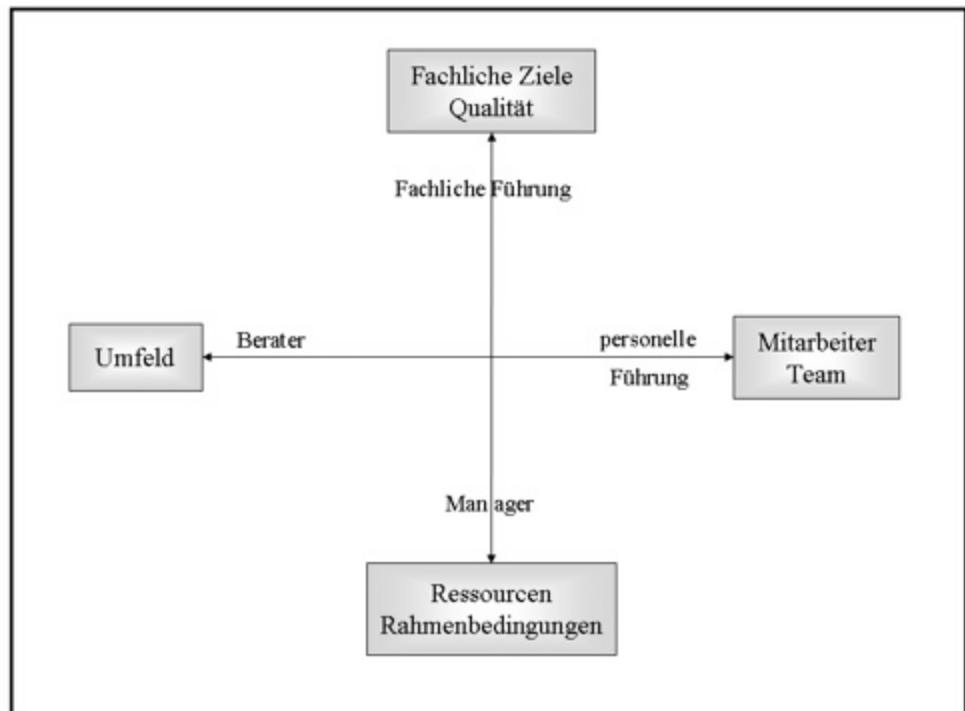 Fachliche Ziele
Qualität
Fachliche Führung
Umfeld
Berater
personelle
Führung
Mitarbeiter
Team
Manager
Ressourcen
Rahmenbedingungen